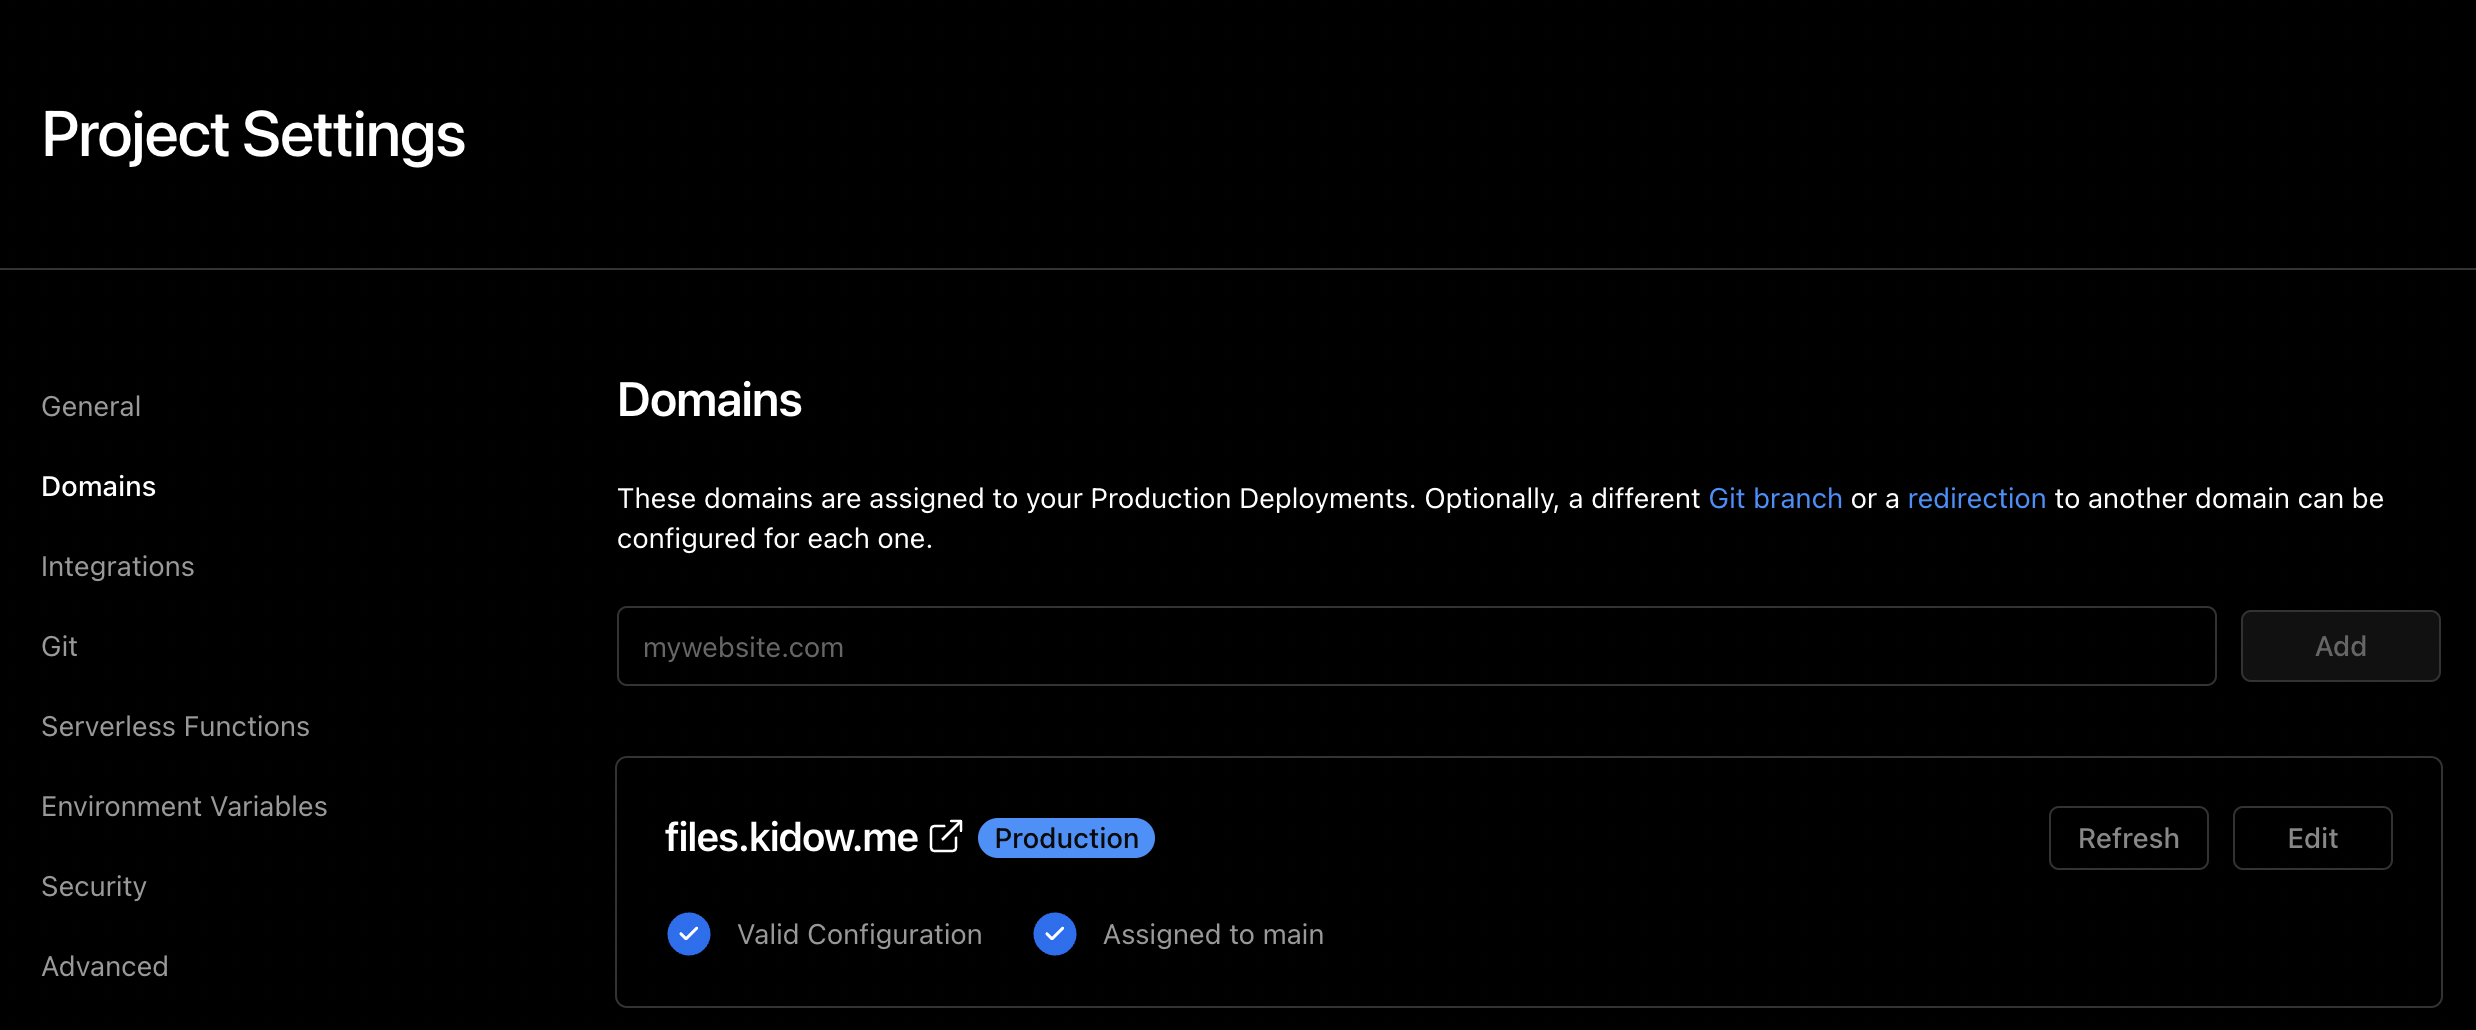 Project Settings
General
Domains
Integrations
Git
Serverless Functions
Environment Variables
Security
Advanced
Domains
These domains are assigned to your Production Deployments. Optionally, a different Git branch or a redirection to another domain can be
configured for each one.
mywebsite.com
Add
files.kidow.me Production
Refresh
Edit
Valid Configuration
Assigned to main